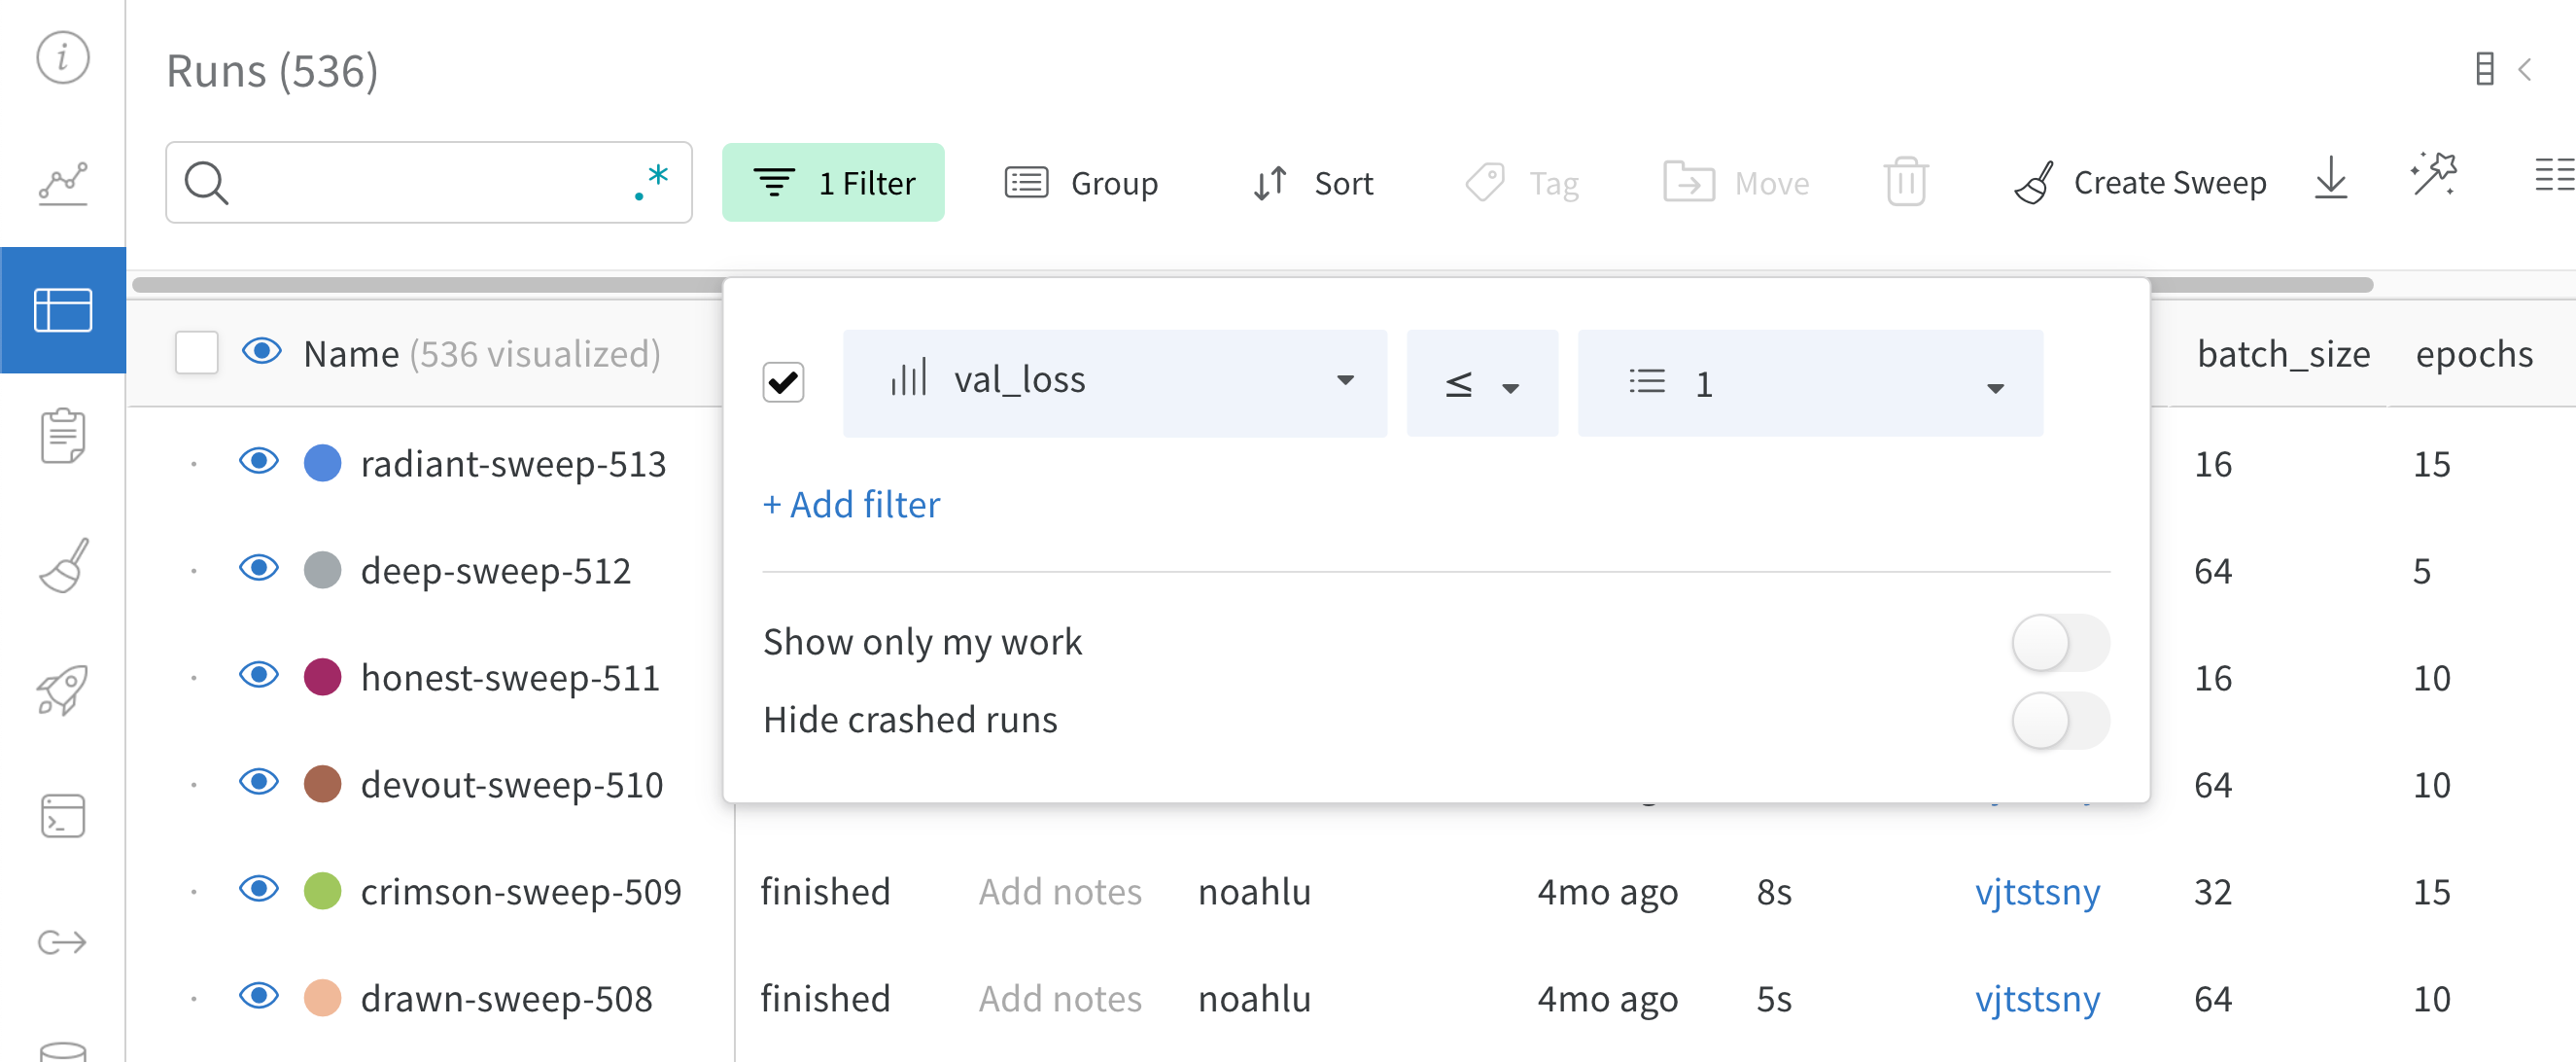 Runs (536)
.* 1 Filter Group Sort Tag Move Create Sweep
Name (536 visualized) batch_size epochs
val_loss ≤ 1
radiant-sweep-513 16 15
+ Add filter
deep-sweep-512 64 5
Show only my work
honest-sweep-511 16 10
Hide crashed runs
devout-sweep-510 64 10
crimson-sweep-509 finished Add notes noahlu 4mo ago 8s vjtstsny 32 15
drawn-sweep-508 finished Add notes noahlu 4mo ago 5s vjtstsny 64 10